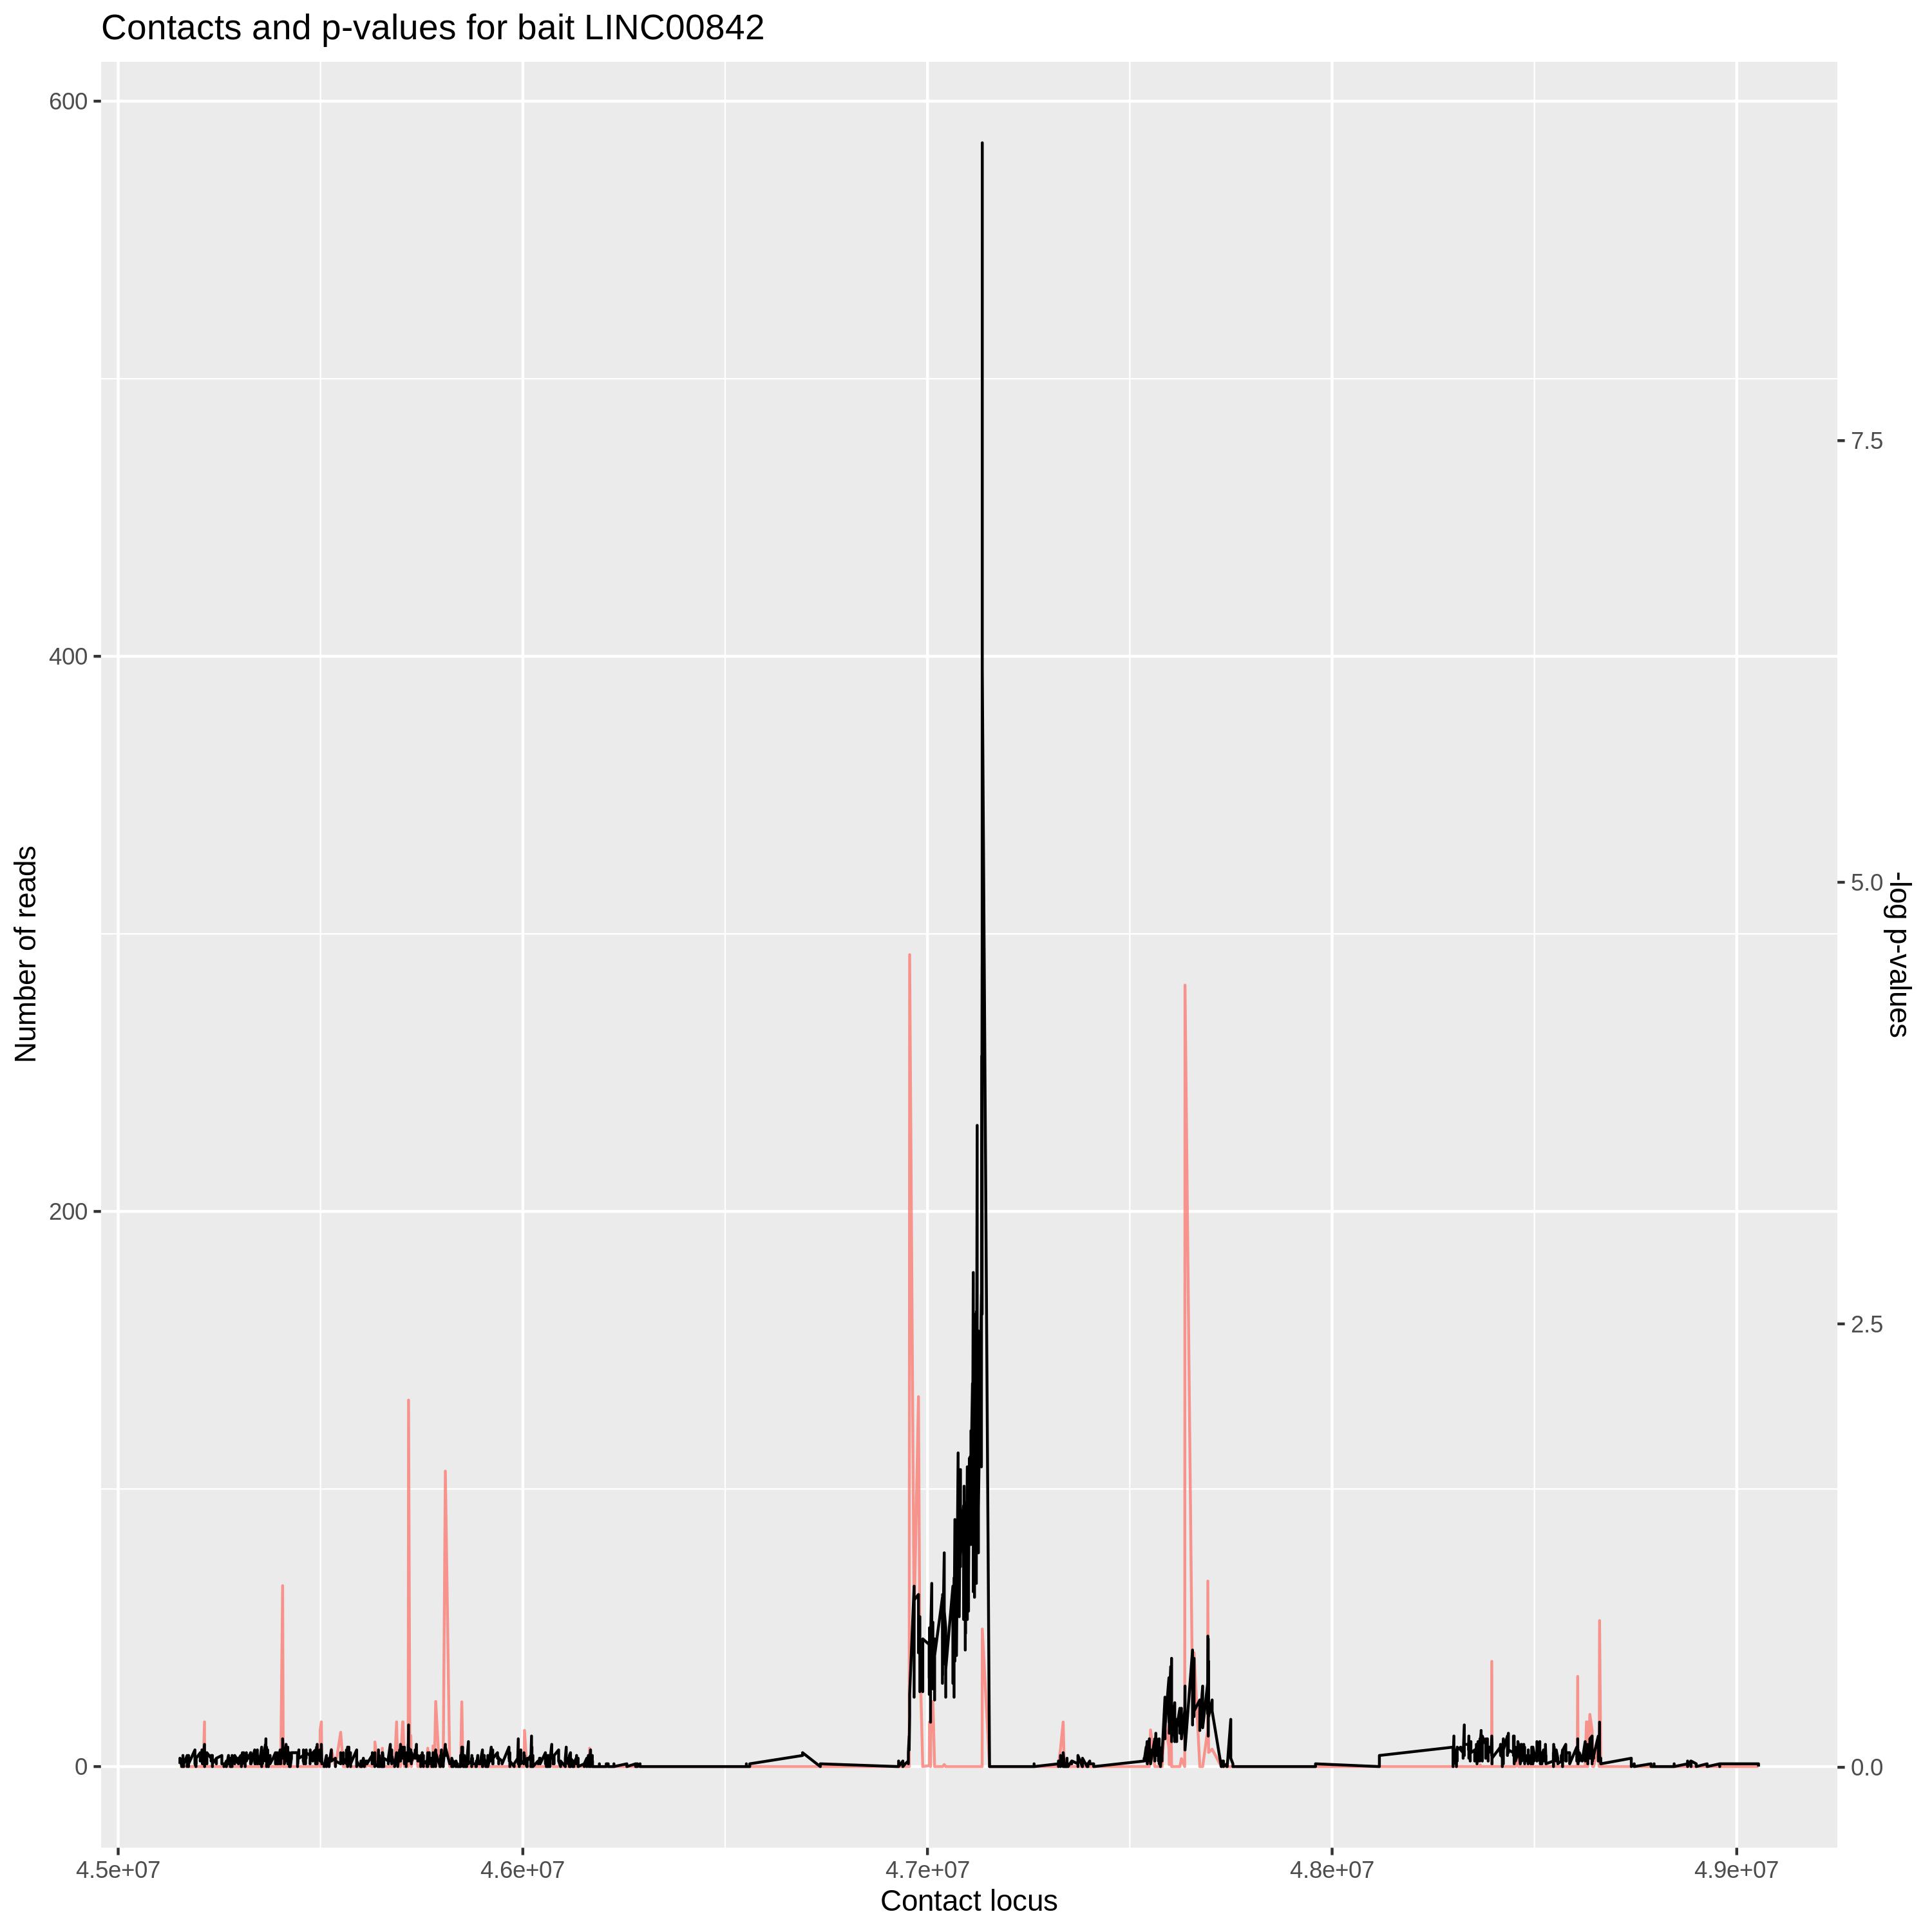 Contacts and p-values for bait LINC00842
600
400
200
0
Number of reads
7.5
5.0
2.5
0.0
-log p-values
4.5e+07
4.6e+07
4.7e+07
4.8e+07
4.9e+07
Contact locus